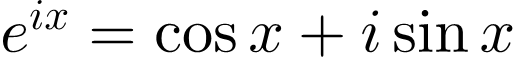 e^{ix} = cos x + i sin x